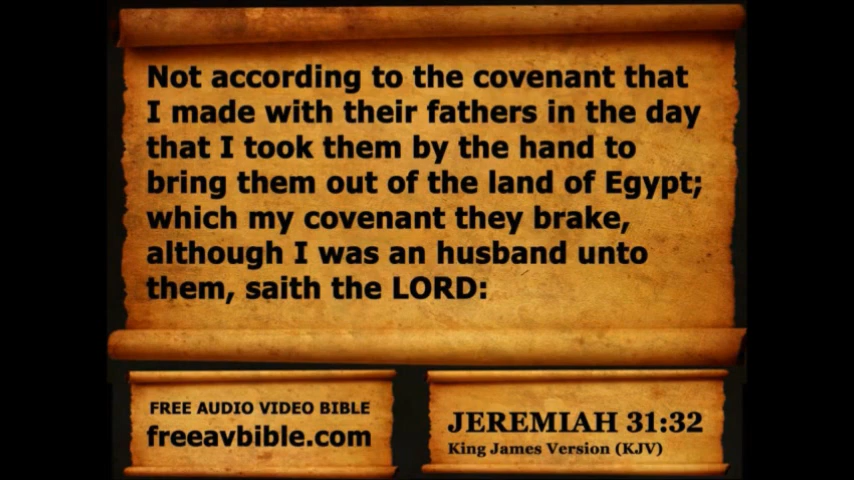 Not according to the covenant that
I made with their fathers in the day
that I took them by the hand to
bring them out of the land of Egypt;
which my covenant they brake,
although I was an husband unto
them, saith the LORD:
FREE AUDIO VIDEO BIBLE
freeavbible.com
JEREMIAH 31:32
King James Version (KJV)